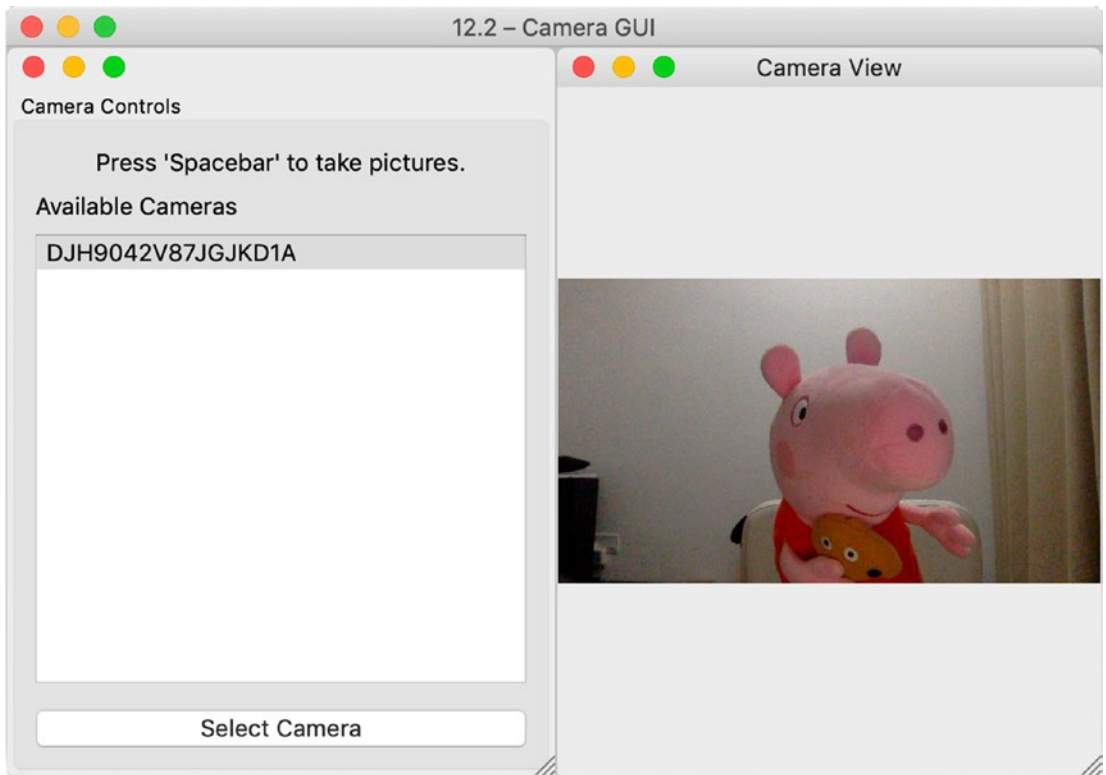 12.2 – Camera GUI
Camera Controls
Press 'Spacebar' to take pictures.
Available Cameras
DJH9042V87JGJKD1A
Select Camera
Camera View